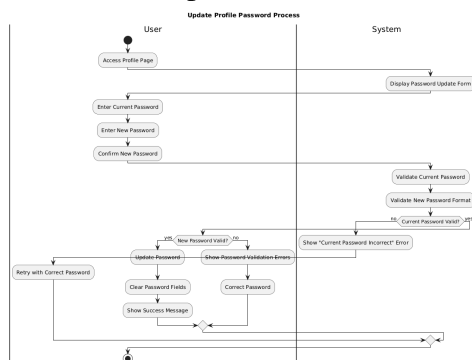 Update Profile Password Process
User
System
Access Profile Page
Display Password Update Form
Enter Current Password
Enter New Password
Confirm New Password
Validate Current Password
Validate New Password Format
no
Current Password Valid?
yes
yes
New Password Valid?
no
Show "Current Password Incorrect" Error
Update Password
Show Password Validation Errors
Retry with Correct Password
Clear Password Fields
Correct Password
Show Success Message